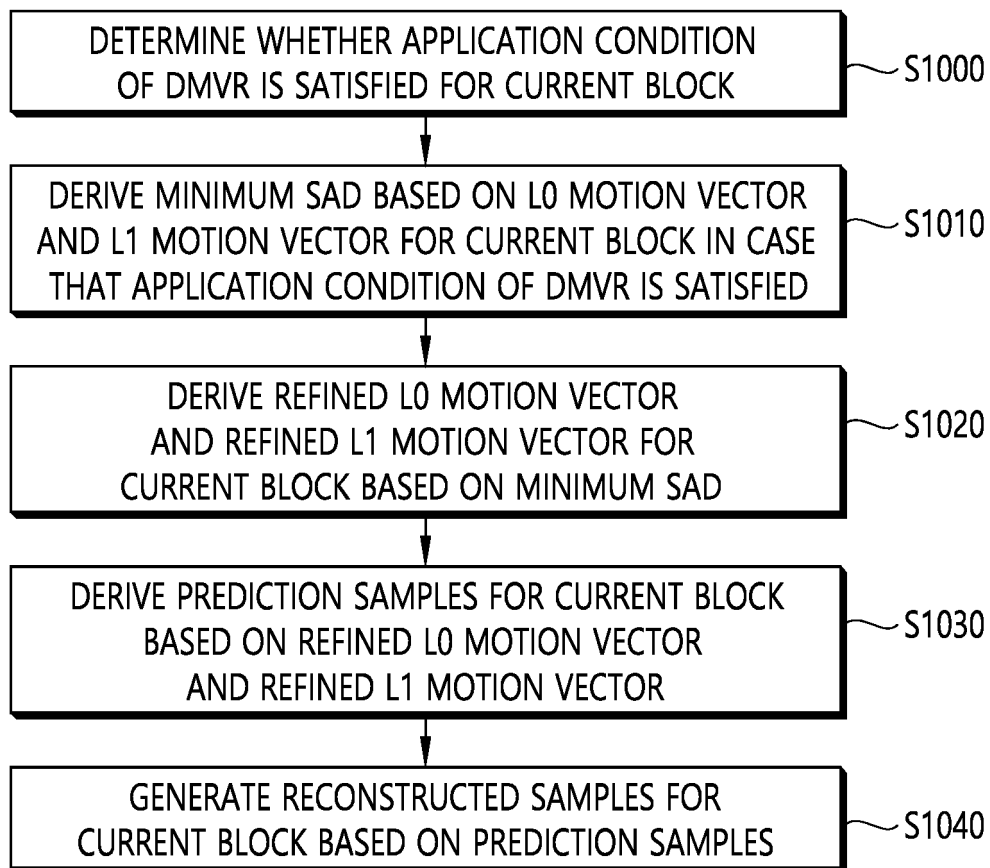 DETERMINE WHETHER APPLICATION CONDITION
OF DMVR IS SATISFIED FOR CURRENT BLOCK
S1000
DERIVE MINIMUM SAD BASED ON L0 MOTION VECTOR
AND L1 MOTION VECTOR FOR CURRENT BLOCK IN CASE
THAT APPLICATION CONDITION OF DMVR IS SATISFIED
S1010
DERIVE REFINED L0 MOTION VECTOR
AND REFINED L1 MOTION VECTOR FOR
CURRENT BLOCK BASED ON MINIMUM SAD
S1020
DERIVE PREDICTION SAMPLES FOR CURRENT BLOCK
BASED ON REFINED L0 MOTION VECTOR
AND REFINED L1 MOTION VECTOR
S1030
GENERATE RECONSTRUCTED SAMPLES FOR
CURRENT BLOCK BASED ON PREDICTION SAMPLES
S1040